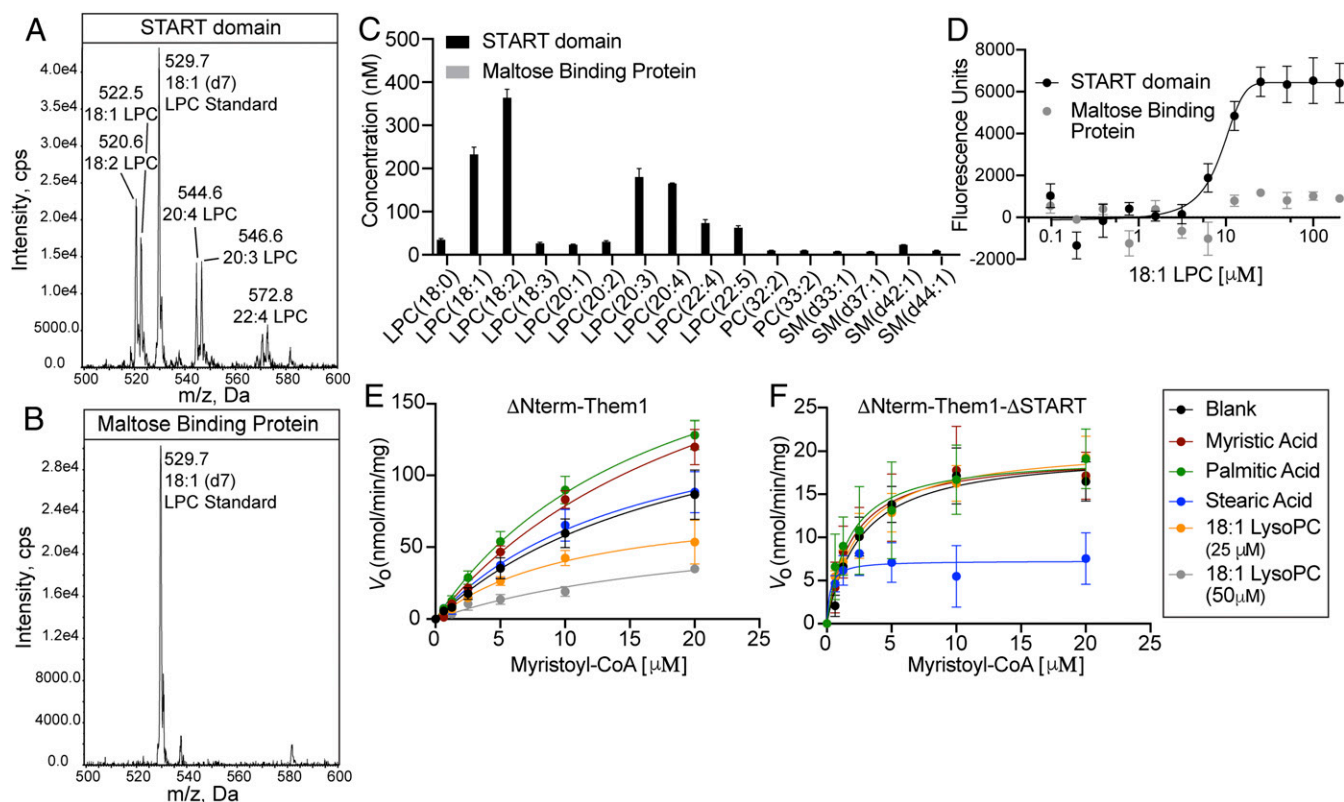 A
START domain
Intensity, cps
4.0e4
3.5e4
3.0e4
2.5e4
2.0e4
1.5e4
1.0e4
5000.0
0.0
529.7
18:1 (d7)
LPC Standard
522.5
18:1 LPC
520.6
18:2 LPC
544.6
20:4 LPC
546.6
20:3 LPC
572.8
22:4 LPC
500 520 540 560 580 600
m/z, Da
B
Maltose Binding Protein
Intensity, cps
2.8e4
2.4e4
2.0e4
1.6e4
1.2e4
8000.0
4000.0
0.0
529.7
18:1 (d7)
LPC Standard
500 520 540 560 580 600
m/z, Da
C
START domain
Maltose Binding Protein
Concentration (nM)
500
400
300
200
100
0
LPC(18:0)
LPC(18:1)
LPC(18:2)
LPC(18:3)
LPC(20:1)
LPC(20:2)
LPC(20:3)
LPC(20:4)
LPC(22:4)
LPC(22:5)
PC(32:2)
PC(33:2)
SM(d33:1)
SM(d37:1)
SM(d42:1)
SM(d44:1)
D
START domain
Maltose Binding
Protein
Fluorescence Units
8000
6000
4000
2000
0
-2000
0.1 1 10 100
18:1 LPC [μM]
E
ΔNterm-Them1
Vo(nmol/min/mg)
150
100
50
0
0 5 10 15 20 25
Myristoyl-CoA [μM]
F
ΔNterm-Them1-ΔSTART
Vo(nmol/min/mg)
25
20
15
10
5
0
0 5 10 15 20 25
Myristoyl-CoA [μM]
Blank
Myristic Acid
Palmitic Acid
Stearic Acid
18:1 LysoPC
(25 μM)
18:1 LysoPC
(50μM)